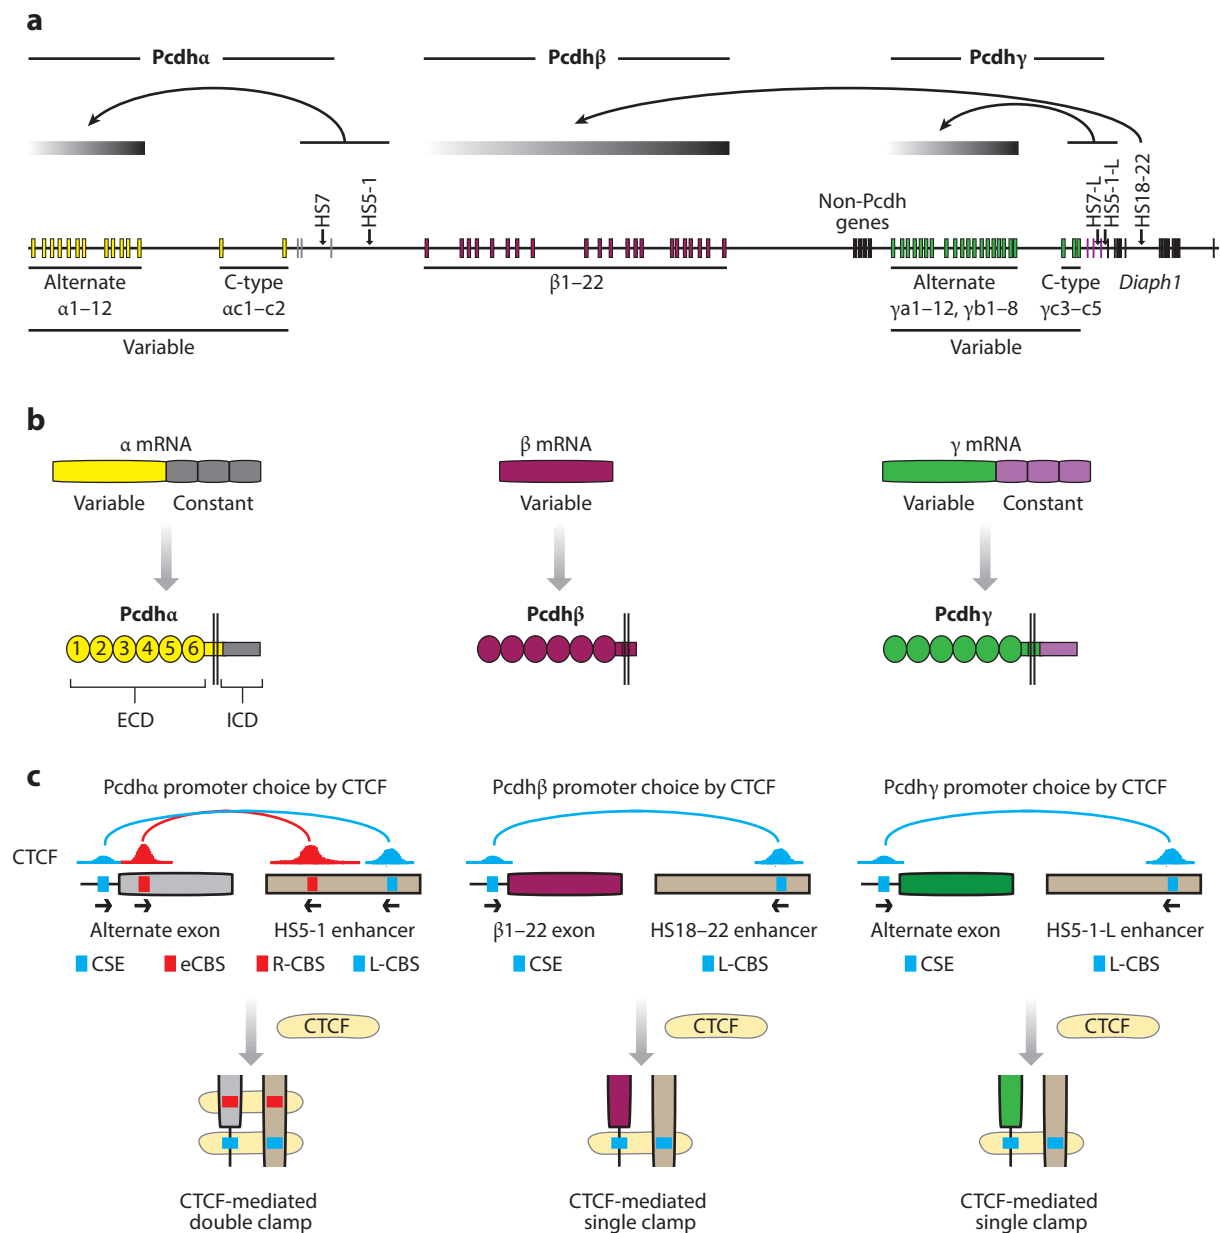 a
Pcdhα Pcdhβ Pcdhγ
HS7 HS5-1 HS7-L HS5-1-L HS18-22
Non-Pcdh
genes
Alternate C-type β1–22 Alternate C-type Diaph1
α1–12 αc1–c2 γa1–12, γb1–8 γc3–c5
Variable Variable
b
α mRNA β mRNA γ mRNA
Variable Constant Variable Variable Constant
Pcdhα Pcdhβ Pcdhγ
1 2 3 4 5 6
ECD ICD
c
Pcdhα promoter choice by CTCF Pcdhβ promoter choice by CTCF Pcdhγ promoter choice by CTCF
CTCF
Alternate exon HS5-1 enhancer β1–22 exon HS18–22 enhancer Alternate exon HS5-1-L enhancer
CSE eCBS R-CBS L-CBS CSE L-CBS CSE L-CBS
CTCF CTCF CTCF
CTCF-mediated CTCF-mediated CTCF-mediated
double clamp single clamp single clamp